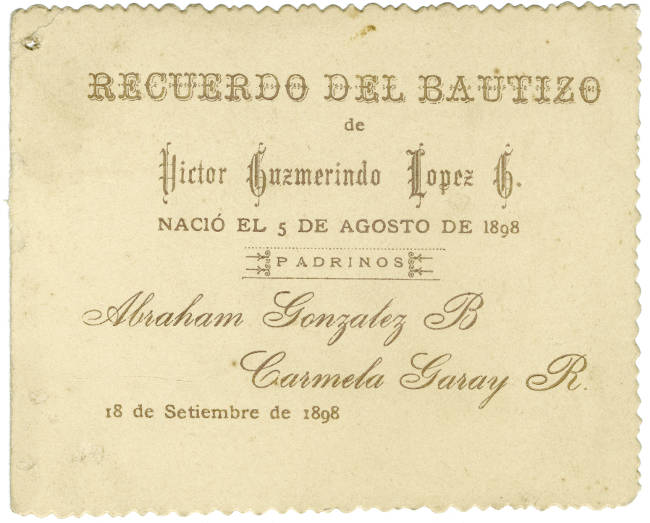 RECUERDO DEL BAUTIZO
de
Victor Guzmerindo Lopez G.
NACIÓ EL 5 DE AGOSTO DE 1898
PADRINOS
Abraham Gonzalez B
Carmela Garay R.
18 de Setiembre de 1898